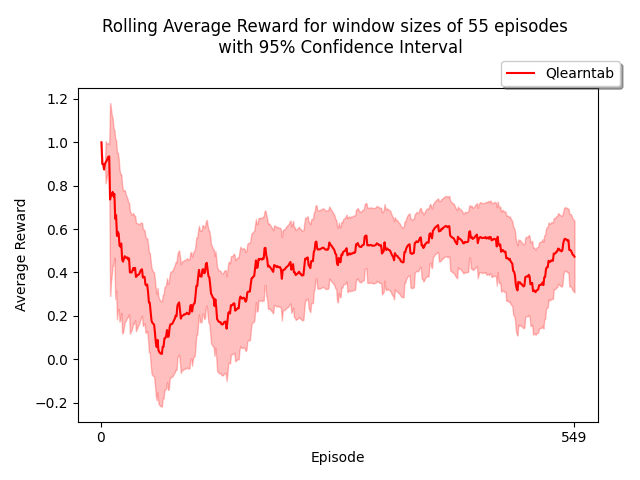 Rolling Average Reward for window sizes of 55 episodes
with 95% Confidence Interval
Qlearntab
1.2
1.0
0.8
0.6
0.4
0.2
0.0
−0.2
Average Reward
0
549
Episode